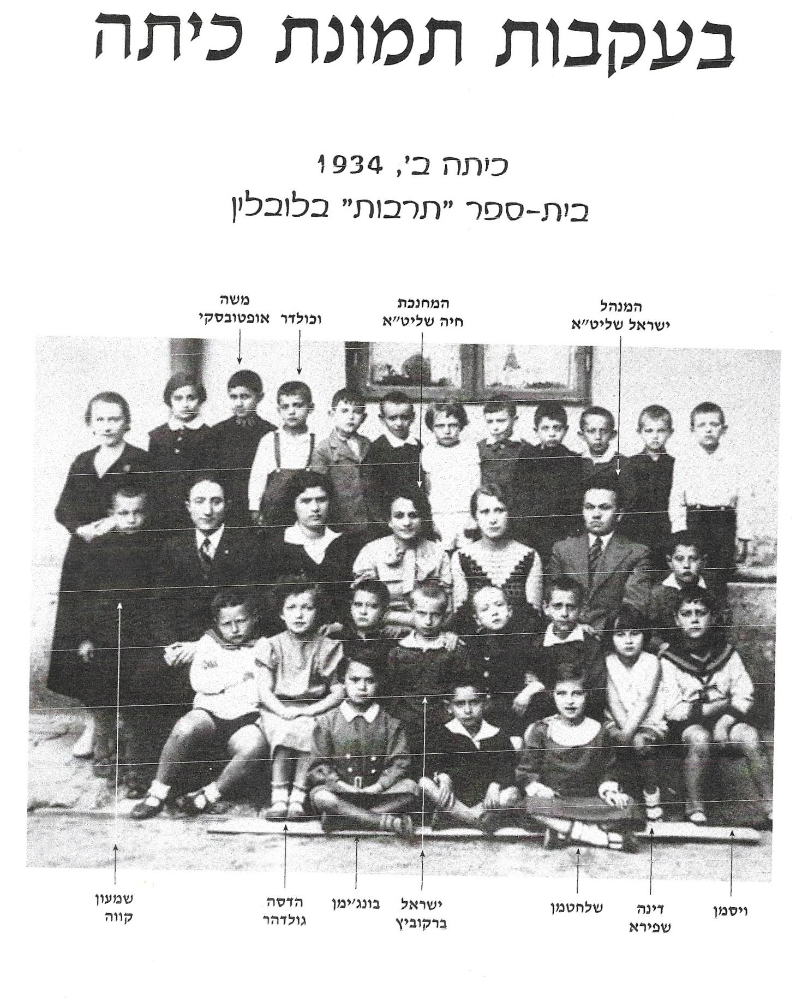 בעקבות תמונת כיתה
כיתה ב', 1934
בית-ספר "תרבות" בלובלין
המנהל
ישראל שליט"א
המחנכת
חיה שליט"א
וכולדר
משה
אופטובסקי
ויסמן
דינה
שפירא
שלחטמן
ישראל
ברקוביץ
בונג'ימן
הדסה
גולדהר
שמעון
קווה